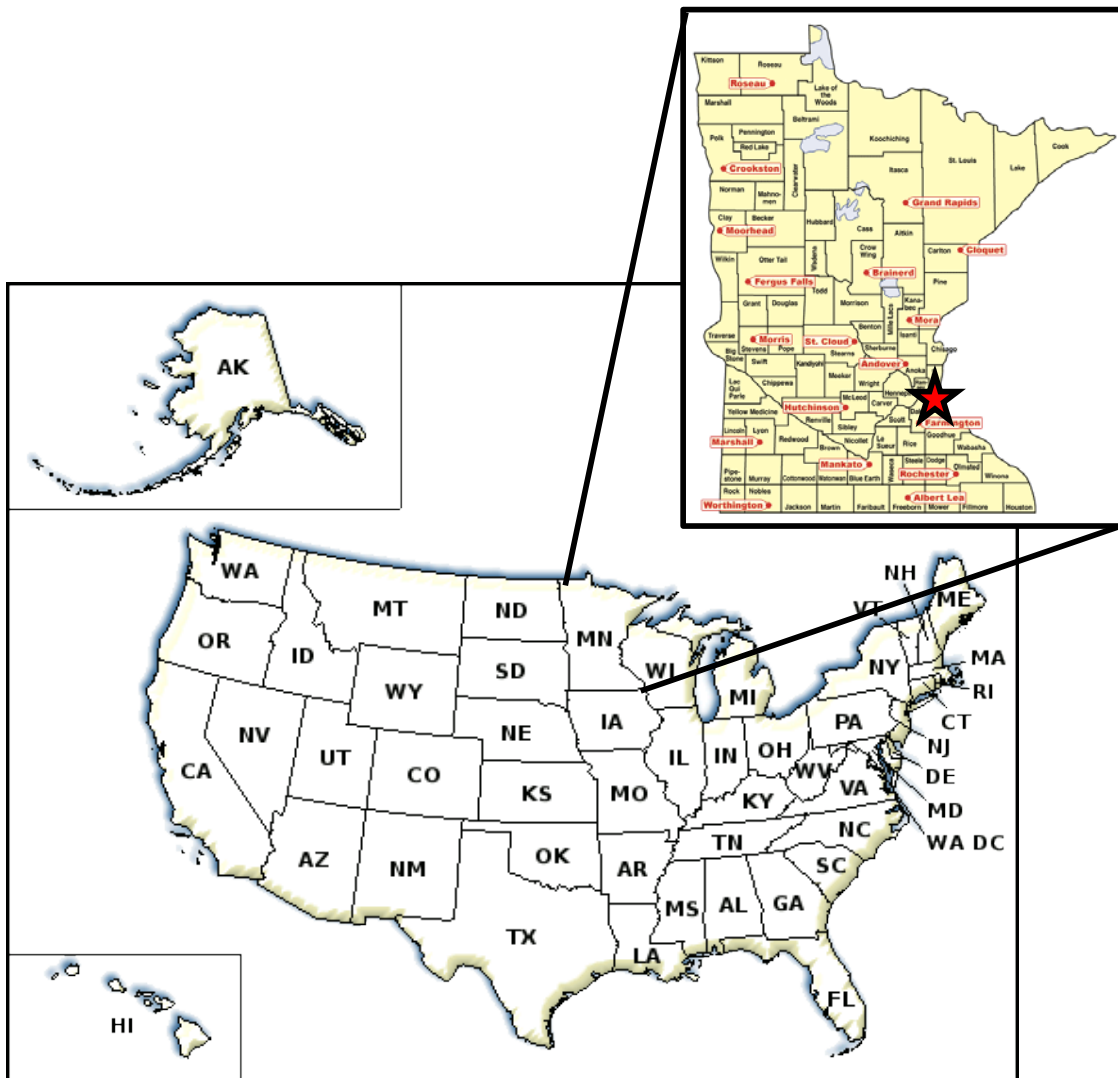 Kittson
Roseau
Roseau
Lake of
the
Woods
Marshall
Beltrami
Koochiching
Cook
Polk
Pennington
Red Lake
St. Louis
Lake
Crookston
Clearwater
Itasca
Norman
Mahno-
men
Grand Rapids
Clay
Becker
Hubbard
Cass
Moorhead
Aitkin
Wilkin
Otter Tail
Wadena
Crow
Wing
Carlton
Cloquet
Brainerd
Fergus Falls
Todd
Pine
Grant
Douglas
Morrison
Mille Lacs
Kana-
bec
Mora
Traverse
Morris
Stevens
Pope
St. Cloud
Benton
Isanti
Big
Stone
Stearns
Sherburne
Chisago
Swift
Kandiyohi
Andover
Anoka
Lac
Qui
Parle
Chippewa
Meeker
Wright
Hennep
Hutchinson
McLeod
Carver
Yellow Medicine
Renville
Scott
Farmington
Lincoln
Lyon
Sibley
Marshall
Redwood
Nicollet
Le
Sueur
Rice
Goodhue
Wabasha
Brown
Mankato
Waseca
Steele
Dodge
Olmsted
Rochester
Pipe-
stone
Murray
Cottonwood
Watonwan
Blue Earth
Winona
Rock
Nobles
Albert Lea
Worthington
Jackson
Martin
Faribault
Freeborn
Mower
Fillmore
Houston
AK
WA
MT
ND
MN
NH
VT
ME
OR
ID
SD
WI
MI
NY
MA
WY
RI
NV
NE
IA
PA
CT
CA
UT
CO
IL
IN
OH
NJ
KS
MO
WV
VA
DE
KY
MD
AZ
NM
OK
AR
TN
NC
WA DC
SC
TX
MS
AL
GA
LA
HI
FL